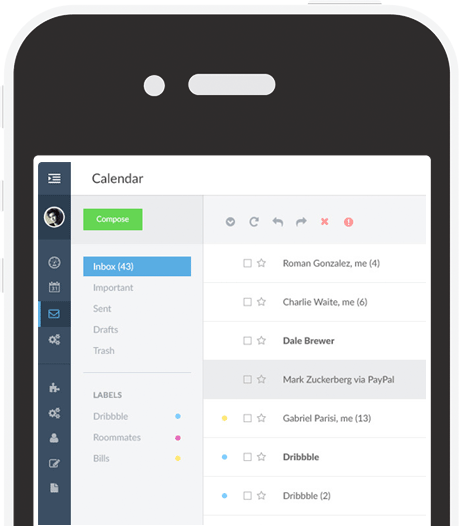 Calendar
Compose
Inbox (43)
Important
Sent
Drafts
Trash
LABELS
Dribbble
Roommates
Bills
31
Roman Gonzalez, me (4)
Charlie Waite, me (6)
Dale Brewer
Mark Zuckerberg via PayPal
Gabriel Parisi, me (13)
Dribbble
Dribbble (2)